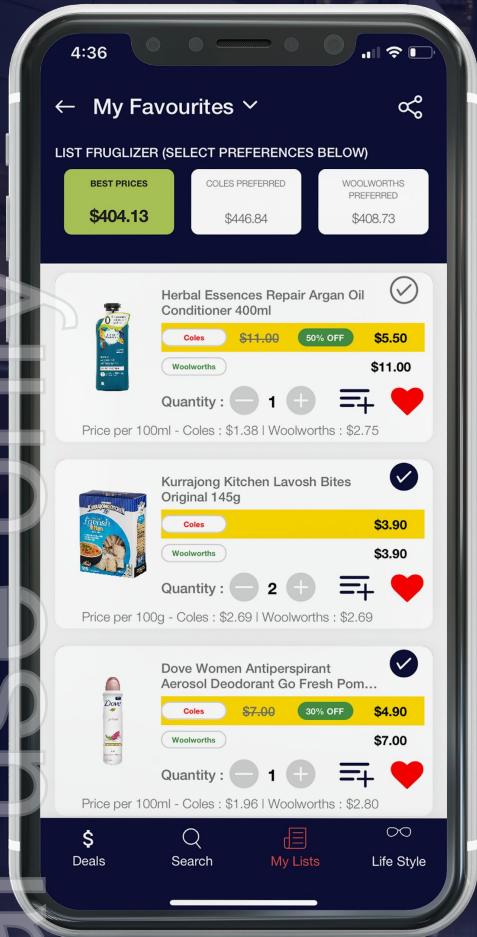 4:36
My Favourites
LIST FRUGLIZER (SELECT PREFERENCES BELOW)
BEST PRICES
$404.13
COLES PREFERRED
$446.84
WOOLWORTHS
PREFERRED
$408.73
Herbal Essences Repair Argan Oil
Conditioner 400ml
Coles $11.00 50% OFF $5.50
Woolworths $11.00
Quantity : 1
Price per 100ml - Coles : $1.38 | Woolworths : $2.75
Kurrajong Kitchen Lavosh Bites
Original 145g
Coles $3.90
Woolworths $3.90
Quantity : 2
Price per 100g - Coles : $2.69 | Woolworths : $2.69
Dove Women Antiperspirant
Aerosol Deodorant Go Fresh Pom...
Dove
Coles $7.00 30% OFF $4.90
Woolworths $7.00
Quantity : 1
Price per 100ml - Coles : $1.96 | Woolworths : $2.80
$
Deals
Search
My Lists
Life Style